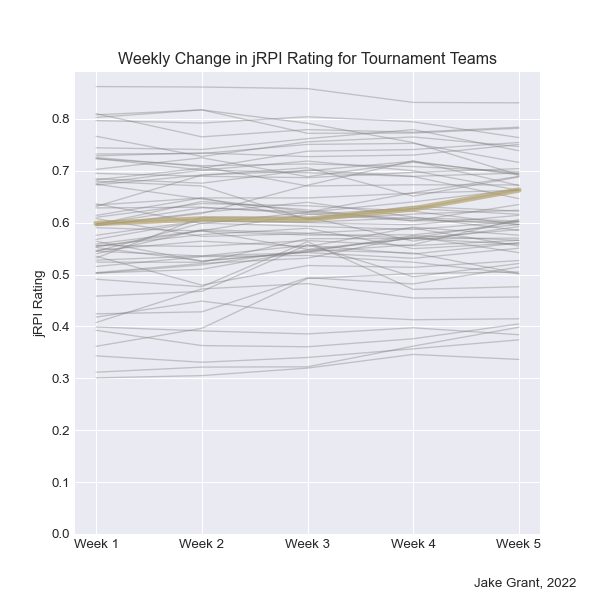 Weekly Change in jRPI Rating for Tournament Teams
jRPI Rating
0.8
0.7
0.6
0.5
0.4
0.3
0.2
0.1
0.0
Week 1 Week 2 Week 3 Week 4 Week 5
Jake Grant, 2022